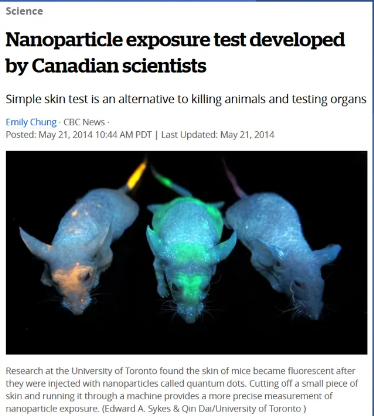 Science
Nanoparticle exposure test developed
by Canadian scientists
Simple skin test is an alternative to killing animals and testing organs
Emily Chung · CBC News ·
Posted: May 21, 2014 10:44 AM PDT | Last Updated: May 21, 2014
Research at the University of Toronto found the skin of mice became fluorescent after
they were injected with nanoparticles called quantum dots. Cutting off a small piece of
skin and running it through a machine provides a more precise measurement of
nanoparticle exposure. (Edward A. Sykes & Qin Dai/University of Toronto )